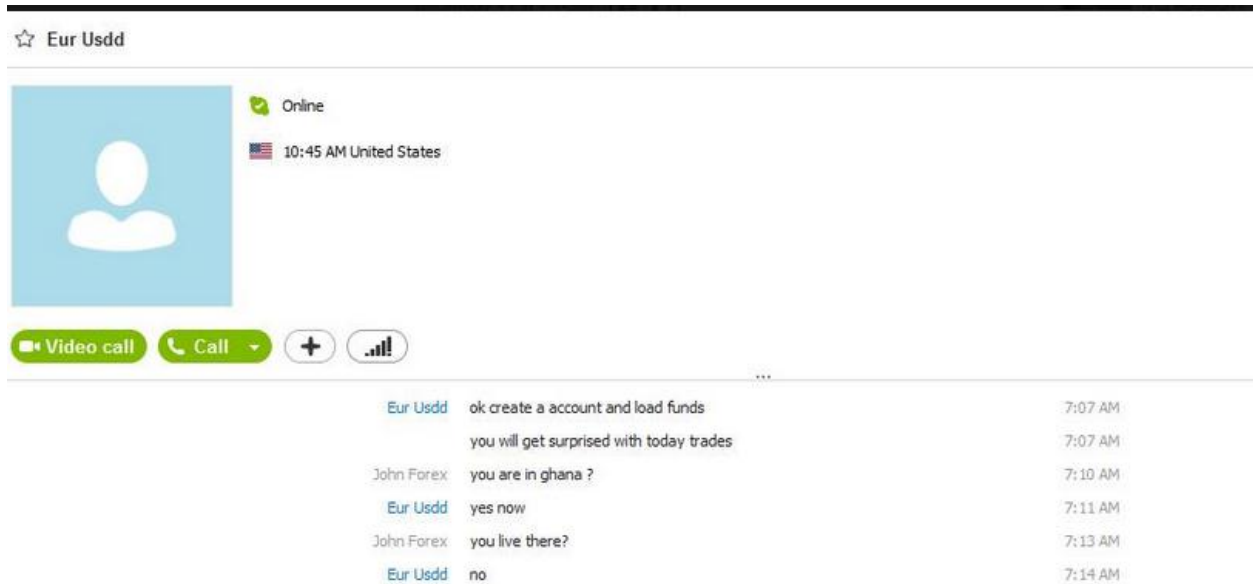 Eur Usdd
Online
10:45 AM United States
Video call Call
...
Eur Usdd ok create a account and load funds 7:07 AM
you will get surprised with today trades 7:07 AM
John Forex you are in ghana ? 7:10 AM
Eur Usdd yes now 7:11 AM
John Forex you live there? 7:13 AM
Eur Usdd no 7:14 AM